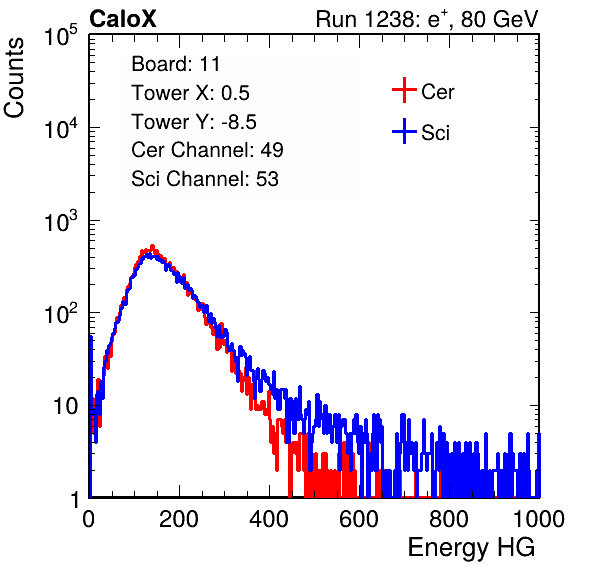 CaloX
Run 1238: e⁺, 80 GeV
Counts
10⁵
10⁴
10³
10²
10
1
Board: 11
Tower X: 0.5
Tower Y: -8.5
Cer Channel: 49
Sci Channel: 53
Cer
Sci
0 200 400 600 800 1000
Energy HG